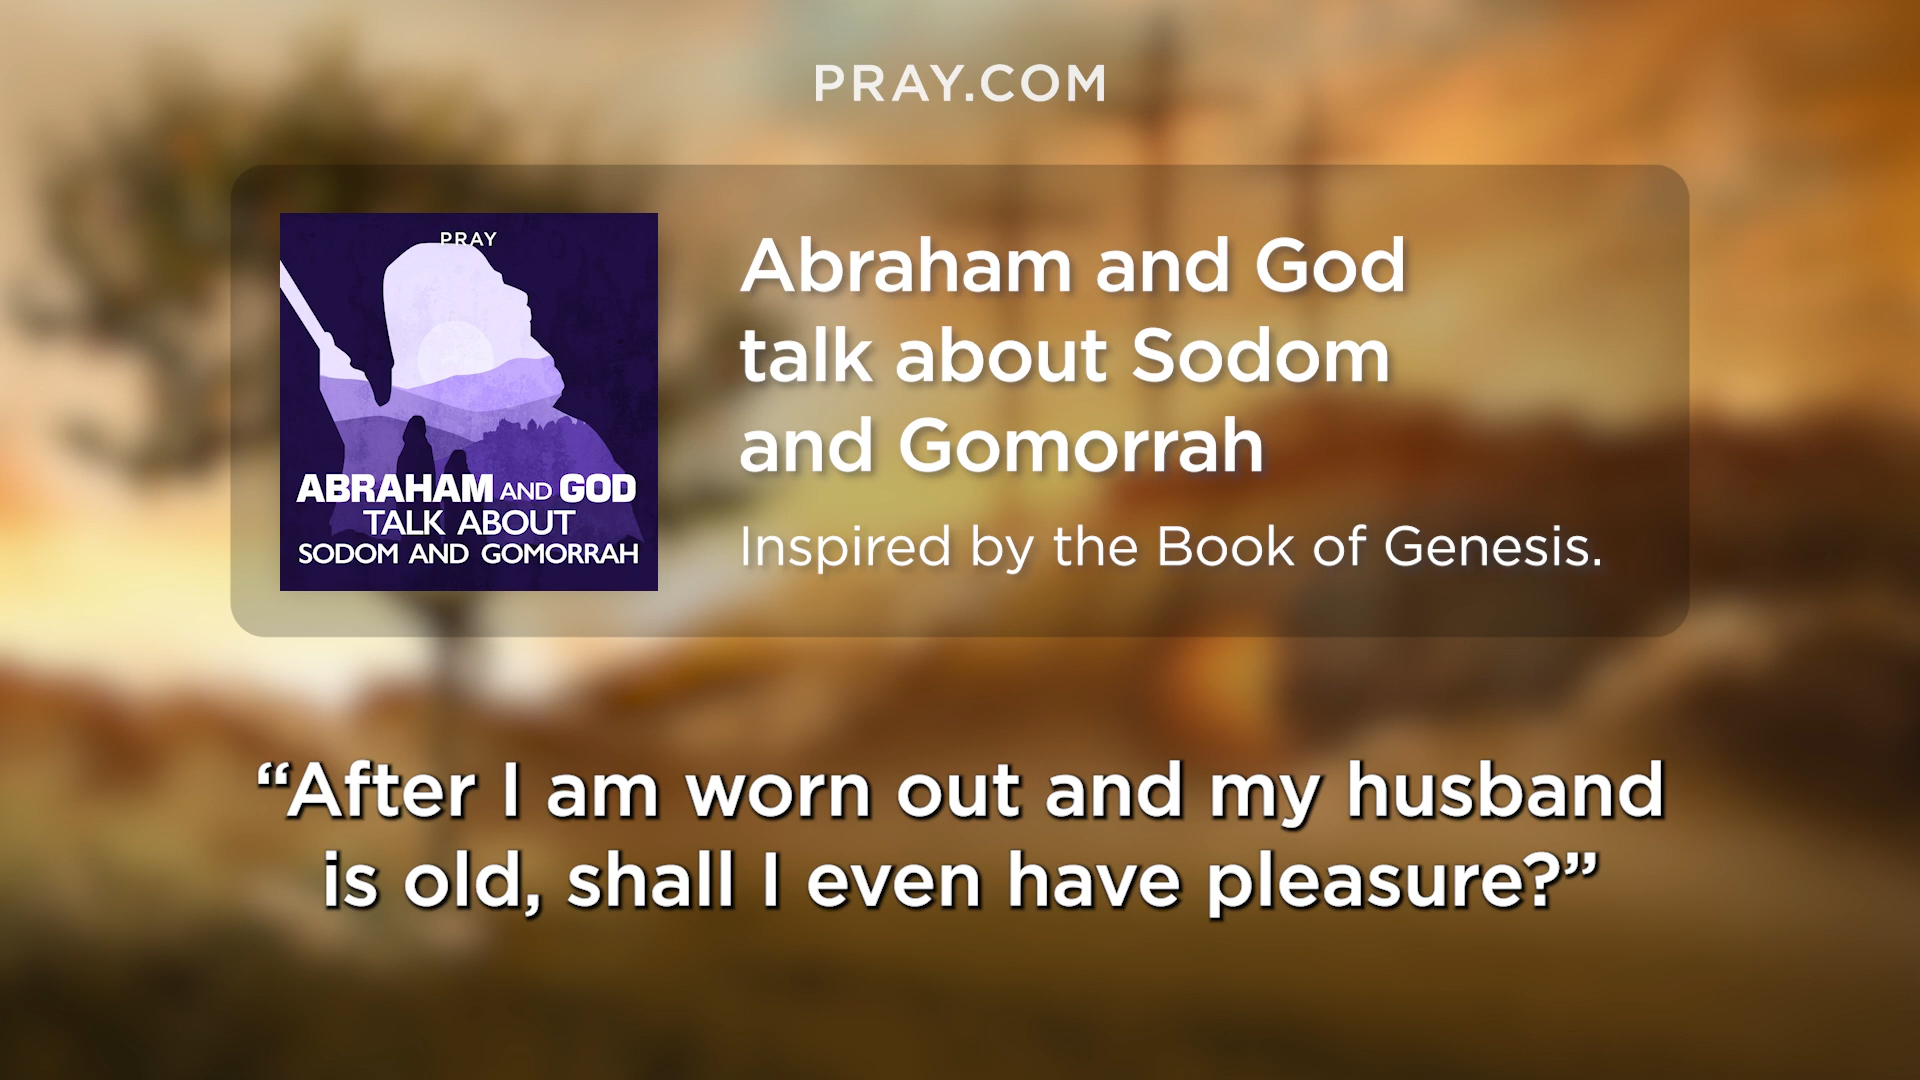 PRAY.COM
PRAY
ABRAHAM AND GOD
TALK ABOUT
SODOM AND GOMORRAH
Abraham and God
talk about Sodom
and Gomorrah
Inspired by the Book of Genesis.
“After I am worn out and my husband
is old, shall I even have pleasure?”